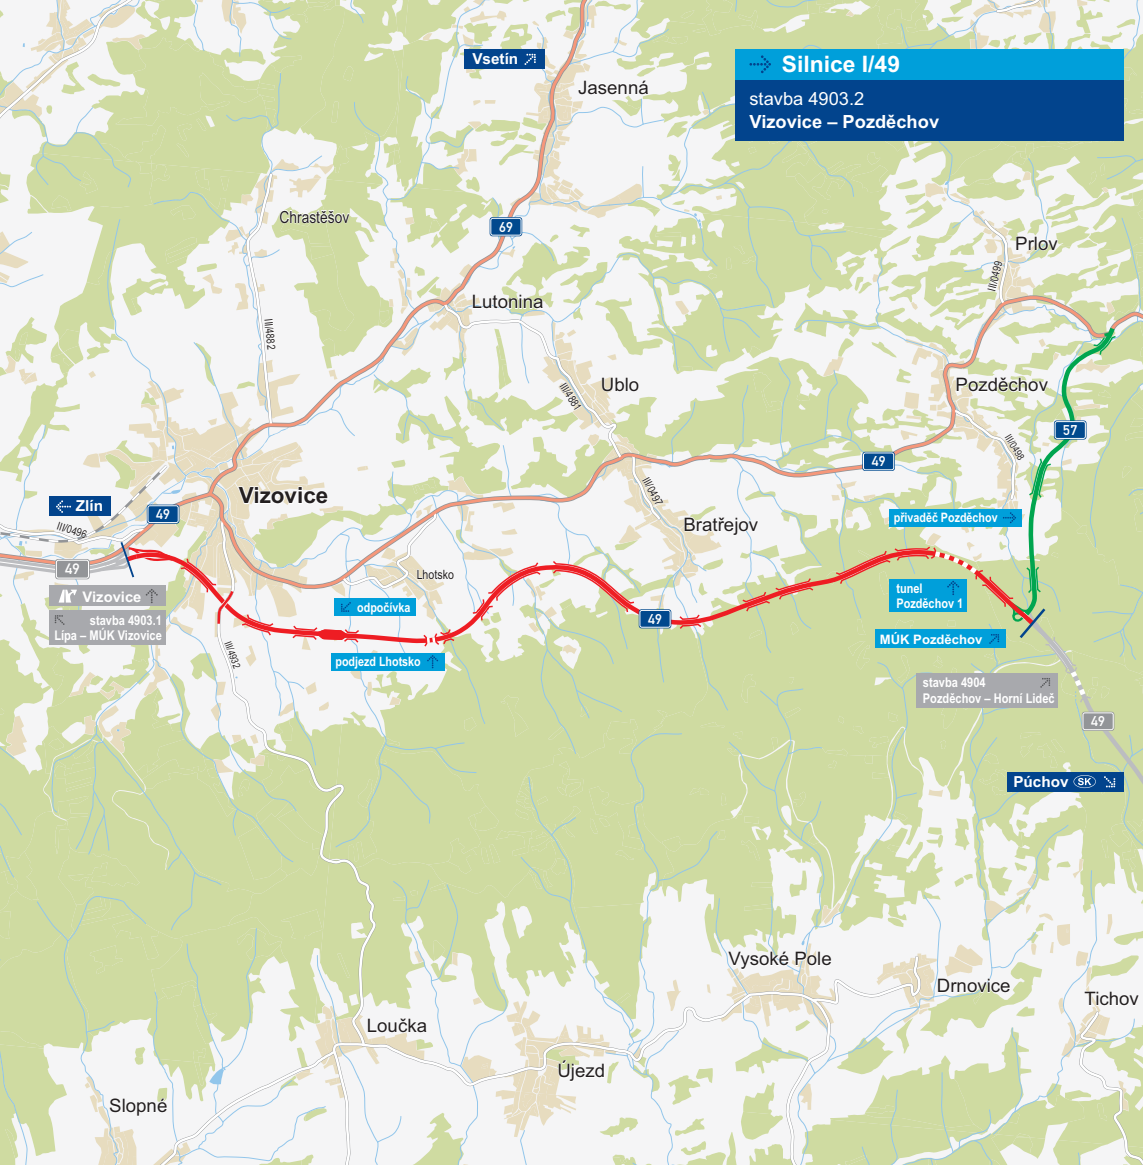 Vsetín
Silnice I/49
stavba 4903.2
Vizovice – Pozděchov
Jasenná
Chrastěšov
69
Prlov
III/0499
Lutonina
III/4882
Ublo
III/4881
Pozděchov
57
III/0498
49
Vizovice
Zlín
49
III/0496
III/0497
Bratřejov
přivaděč Pozděchov
49
Lhotsko
Vizovice
stavba 4903.1
Lípa – MÚK Vizovice
odpočívka
tunel
Pozděchov 1
49
MÚK Pozděchov
podjezd Lhotsko
III/4932
stavba 4904
Pozděchov – Horní Lideč
49
Púchov SK
Vysoké Pole
Drnovice
Tichov
Loučka
Újezd
Slopné